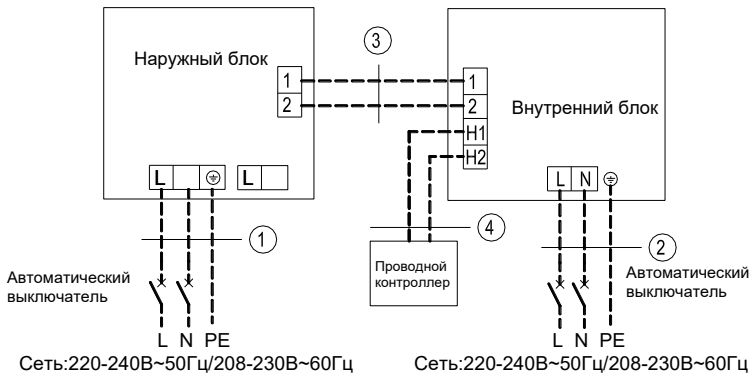 Наружный блок
1
2
L
L
1
2
H1
H2
Внутренний блок
L N
3
4
1
2
Автоматический
выключатель
L N PE
Сеть:220-240В~50Гц/208-230В~60Гц
Проводной
контроллер
Автоматический
выключатель
L N PE
Сеть:220-240В~50Гц/208-230В~60Гц